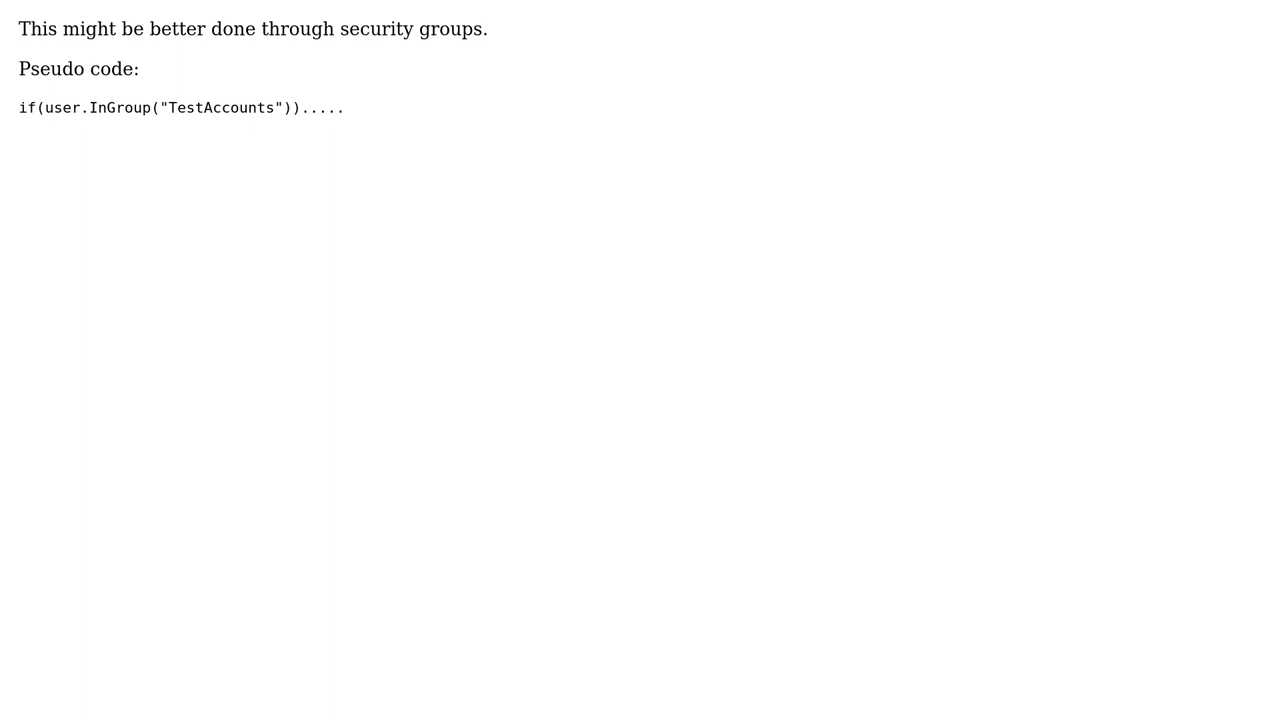 This might be better done through security groups.
Pseudo code:
if(user.InGroup("TestAccounts")).....